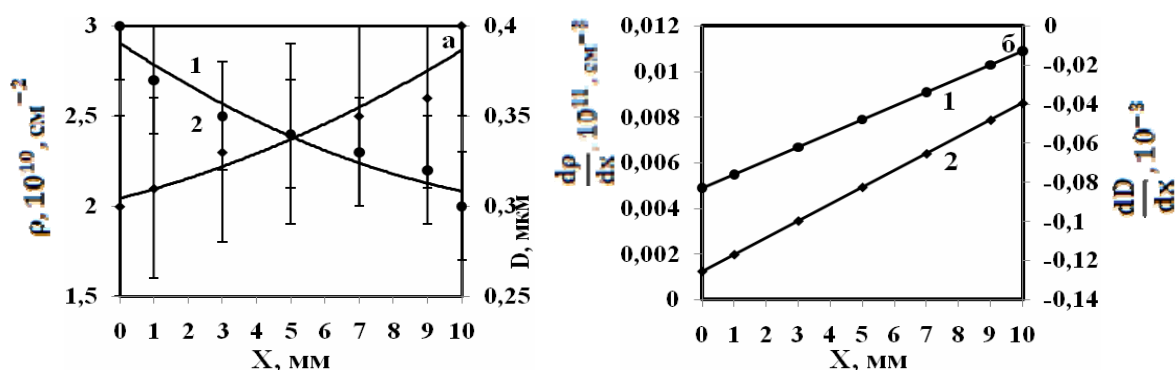 ρ, 10¹⁰, см⁻²
3
2,5
2
1,5
а
1
2
0,4
0,35
0,3
0,25
D, мкм
0 1 2 3 4 5 6 7 8 9 10
X, мм
dρ/dx, 10¹¹, см⁻³
0,012
0,01
0,008
0,006
0,004
0,002
0
б
1
2
0
-0,02
-0,04
-0,06
-0,08
-0,1
-0,12
-0,14
dD/dx, 10⁻³
0 1 2 3 4 5 6 7 8 9 10
X, мм